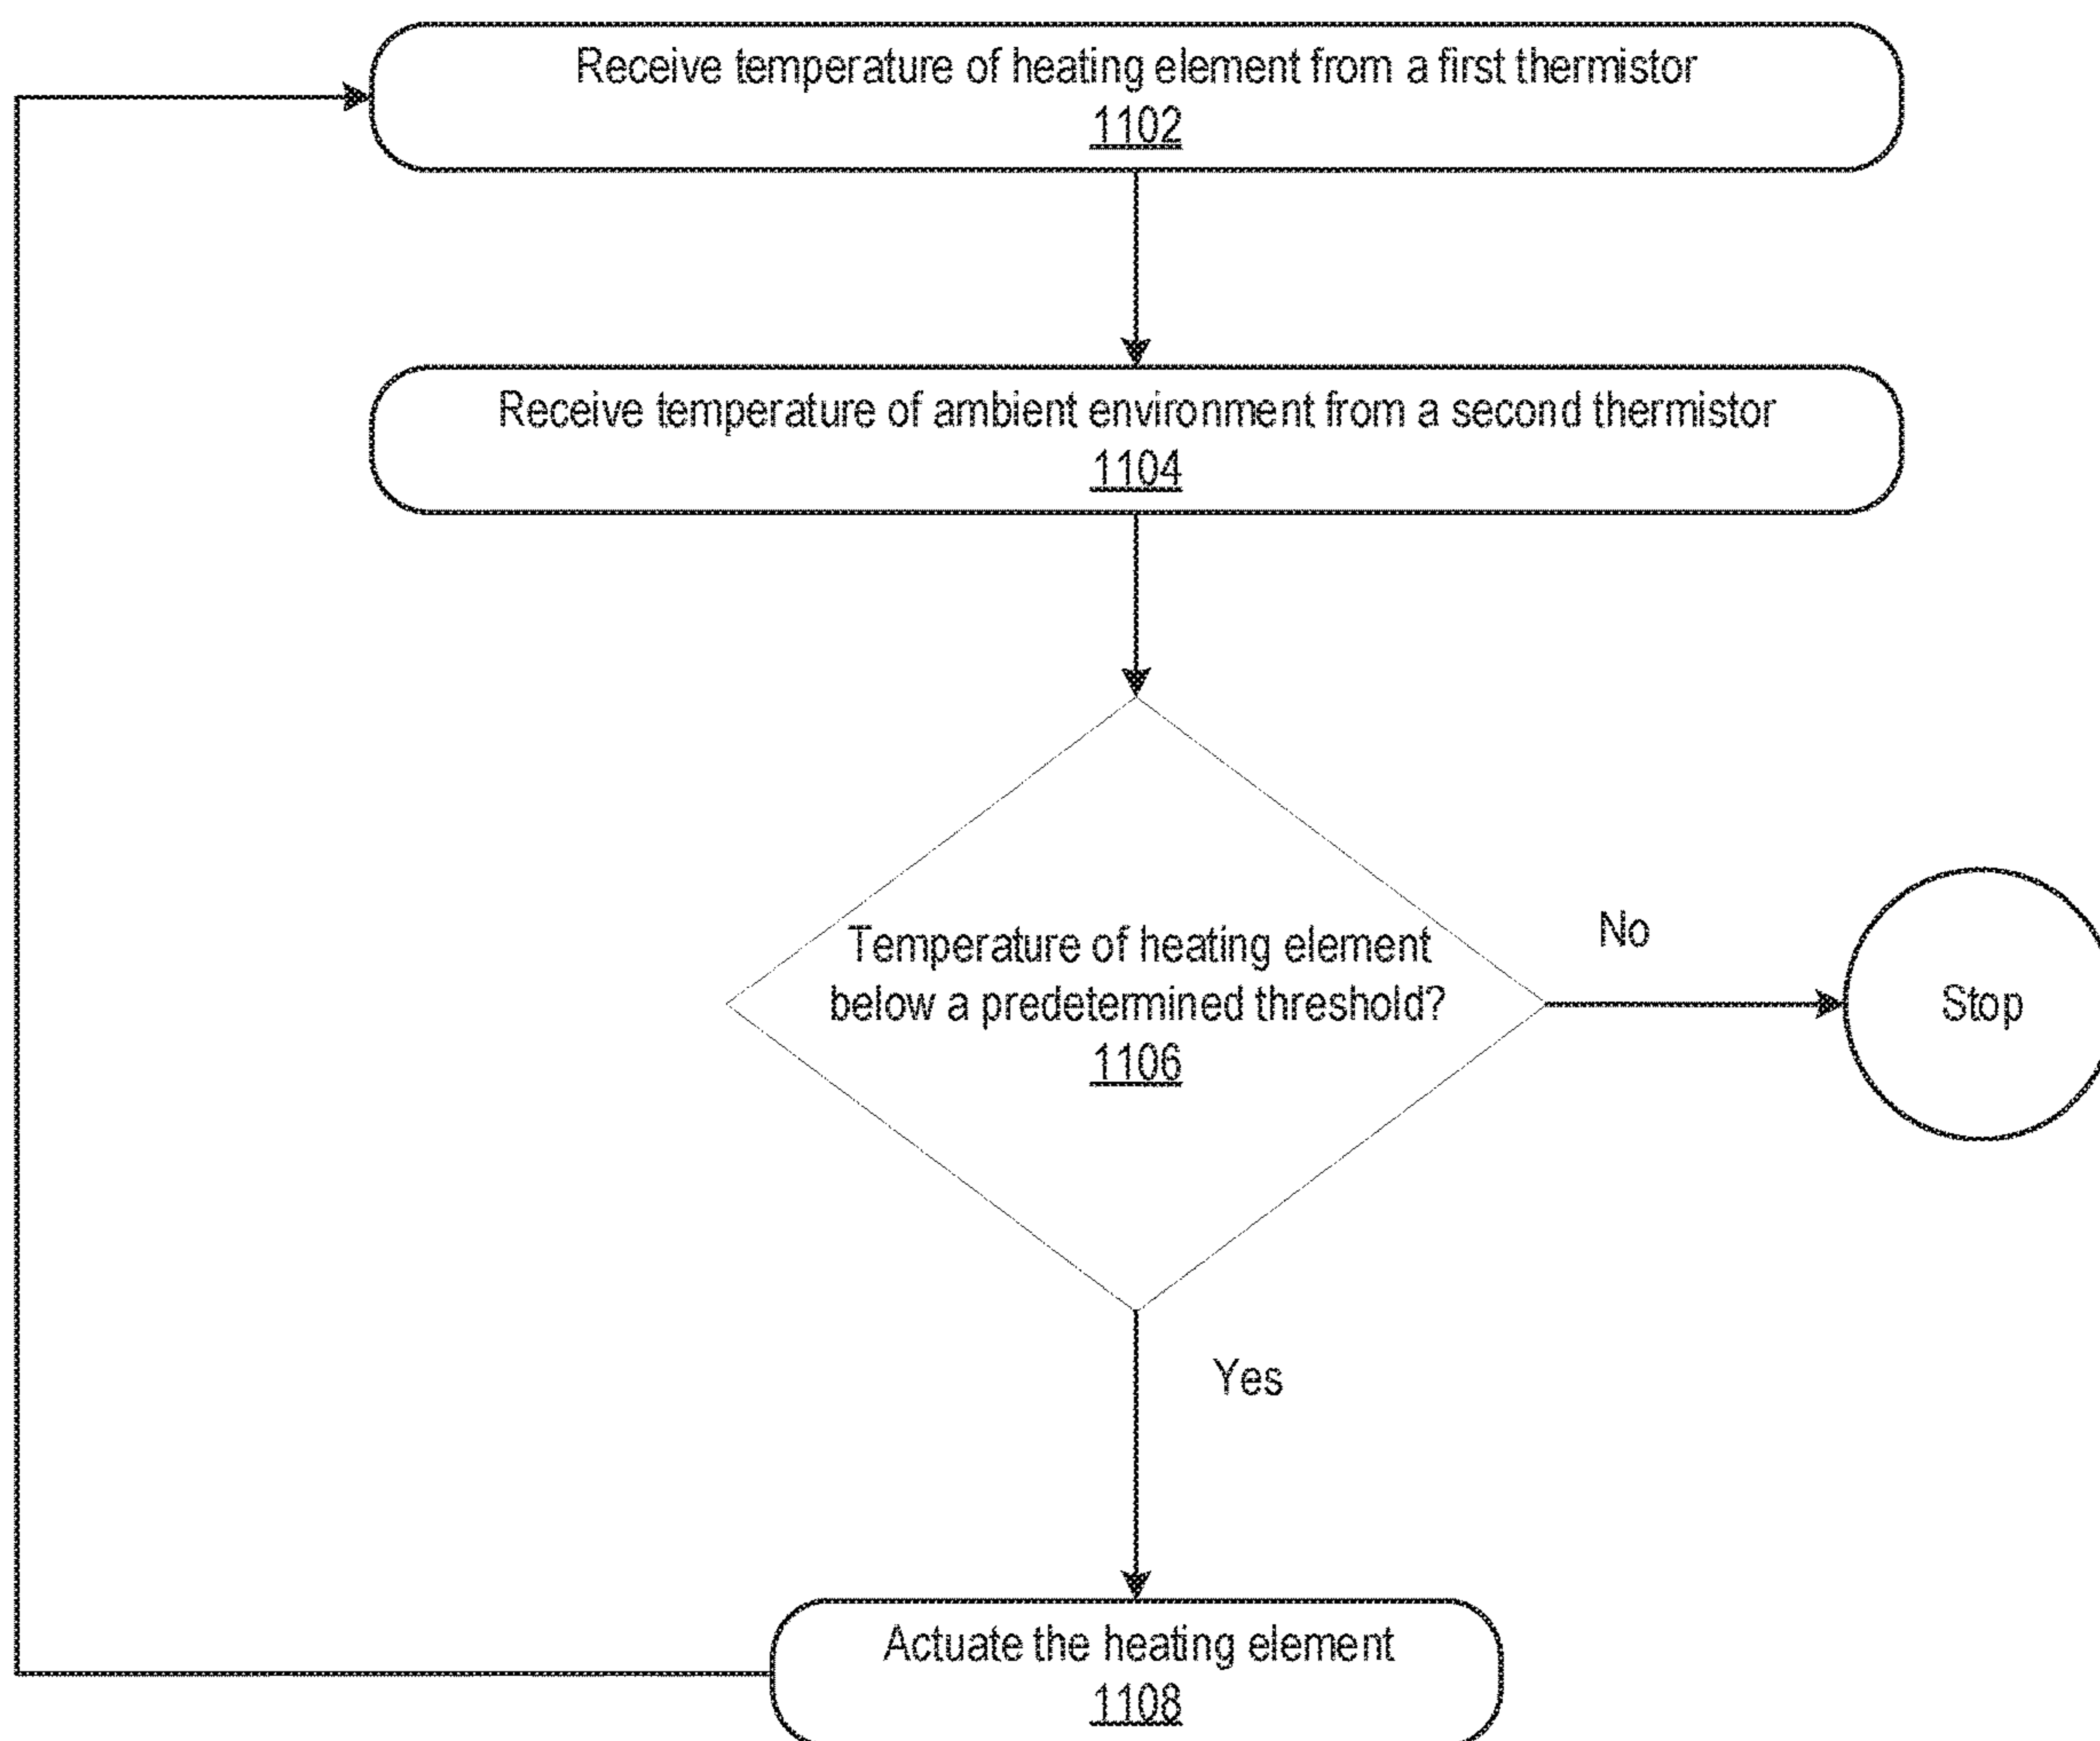 Receive temperature of heating element from a first thermistor
1102
Receive temperature of ambient environment from a second thermistor
1104
Temperature of heating element
below a predetermined threshold?
1106
No
Stop
Yes
Actuate the heating element
1108